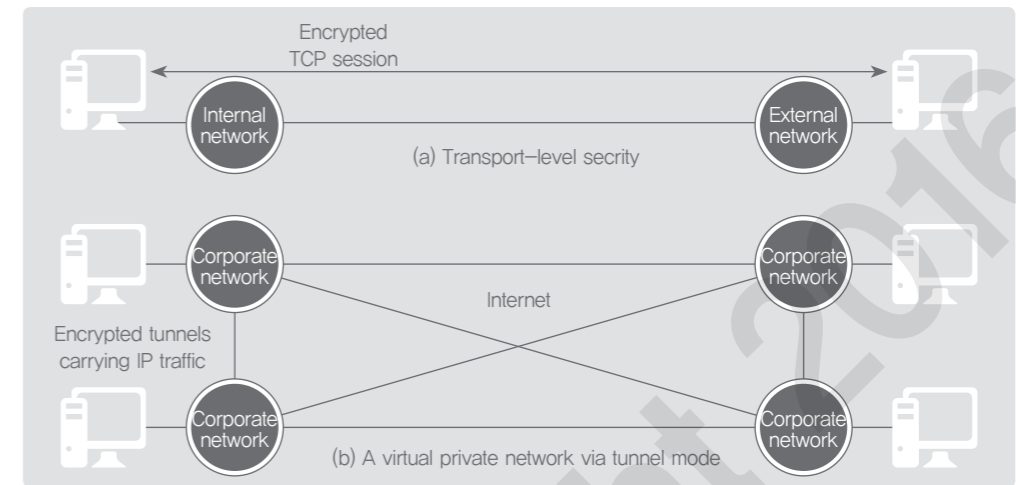 Encrypted
TCP session
Internal
network
External
network
(a) Transport-level secrity
Corporate
network
Corporate
network
Internet
Encrypted tunnels
carrying IP traffic
Corporate
network
Corporate
network
(b) A virtual private network via tunnel mode
2016